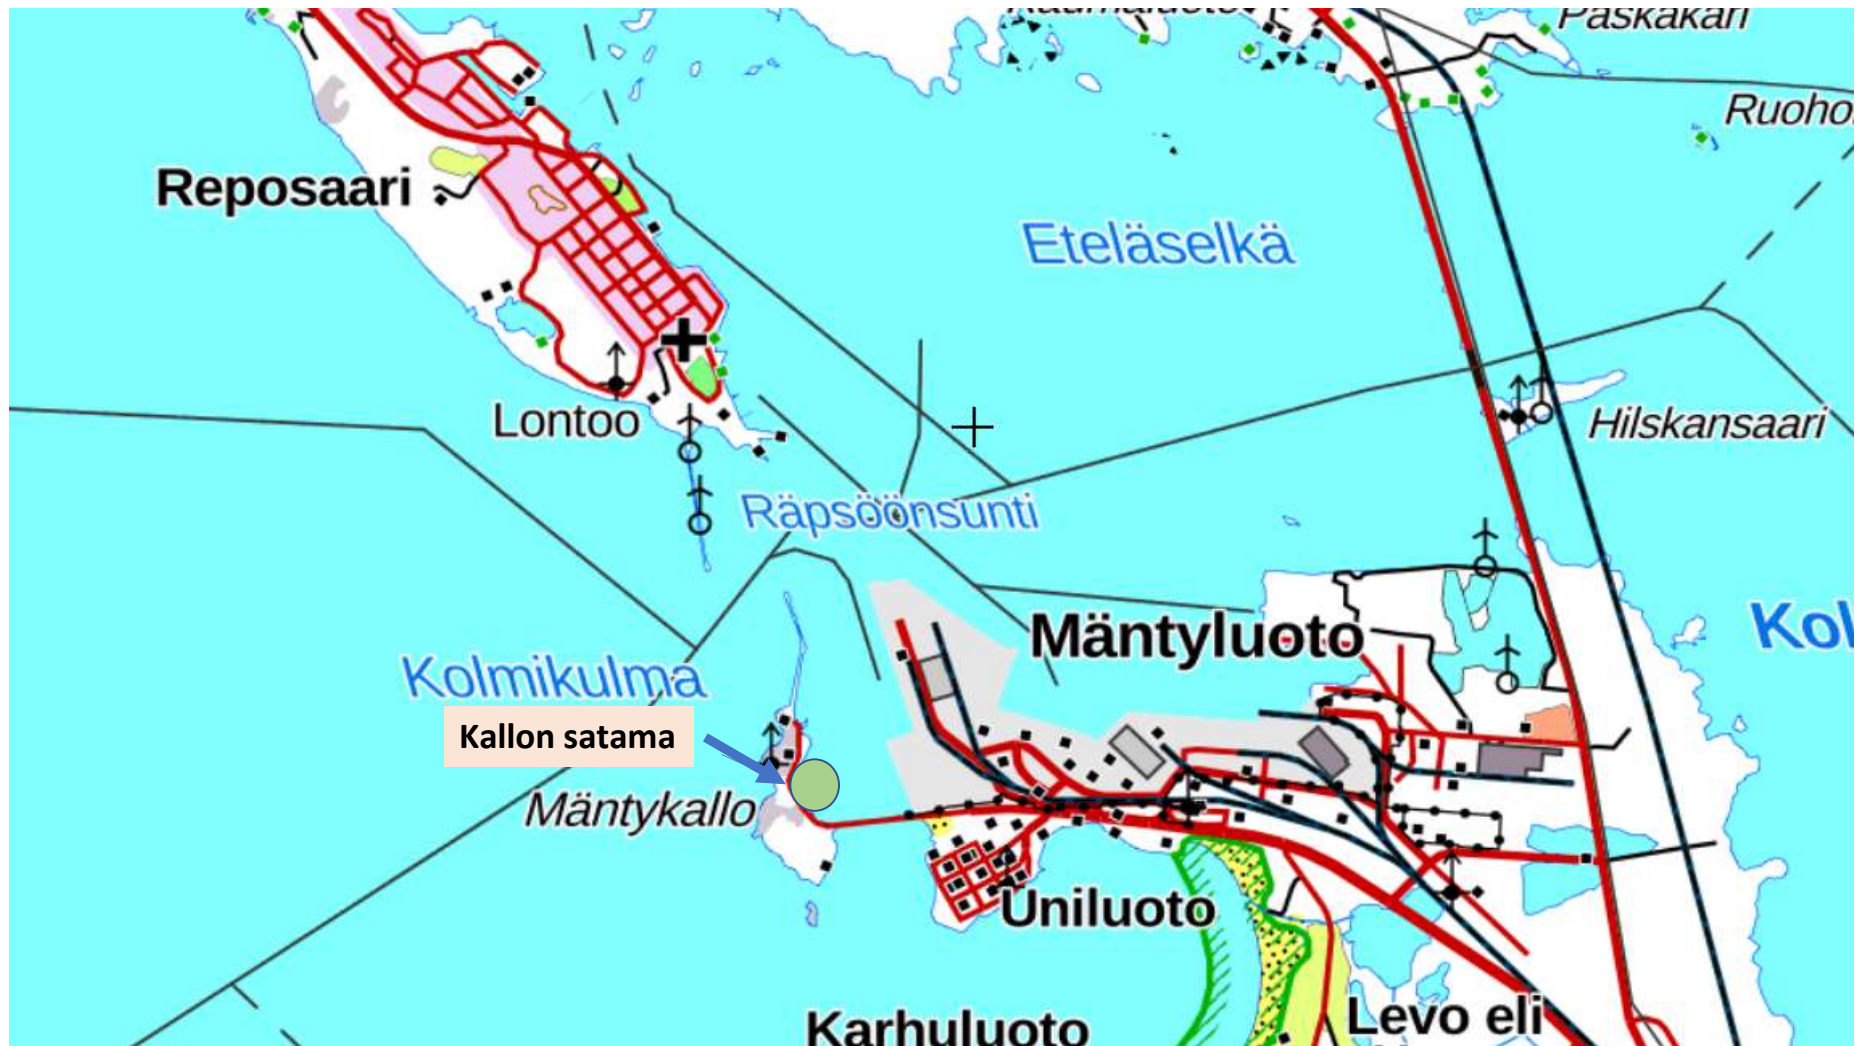 Paskakari
Ruoho
Reposaari
Eteläselkä
Lontoo
Hilskansaari
Räpsöönsunti
Mäntyluoto
Kol
Kolmikulma
Kallon satama
Mäntykallo
Uniluoto
Levo eli
Karhuluoto